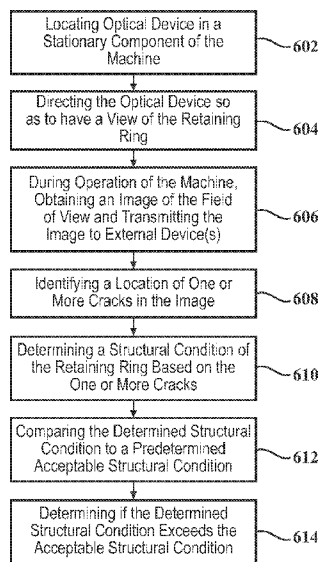 Locating Optical Device in a
Stationary Component of the
Machine
602
Directing the Optical Device so
as to have a View of the Retaining
Ring
604
During Operation of the Machine,
Obtaining an Image of the Field
of View and Transmitting the
Image to External Device(s)
606
Identifying a Location of One or
More Cracks in the Image
608
Determining a Structural Condition of
the Retaining Ring Based on the
One or More Cracks
610
Comparing the Determined Structural
Condition to a Predetermined
Acceptable Structural Condition
612
Determining if the Determined
Structural Condition Exceeds the
Acceptable Structural Condition
614